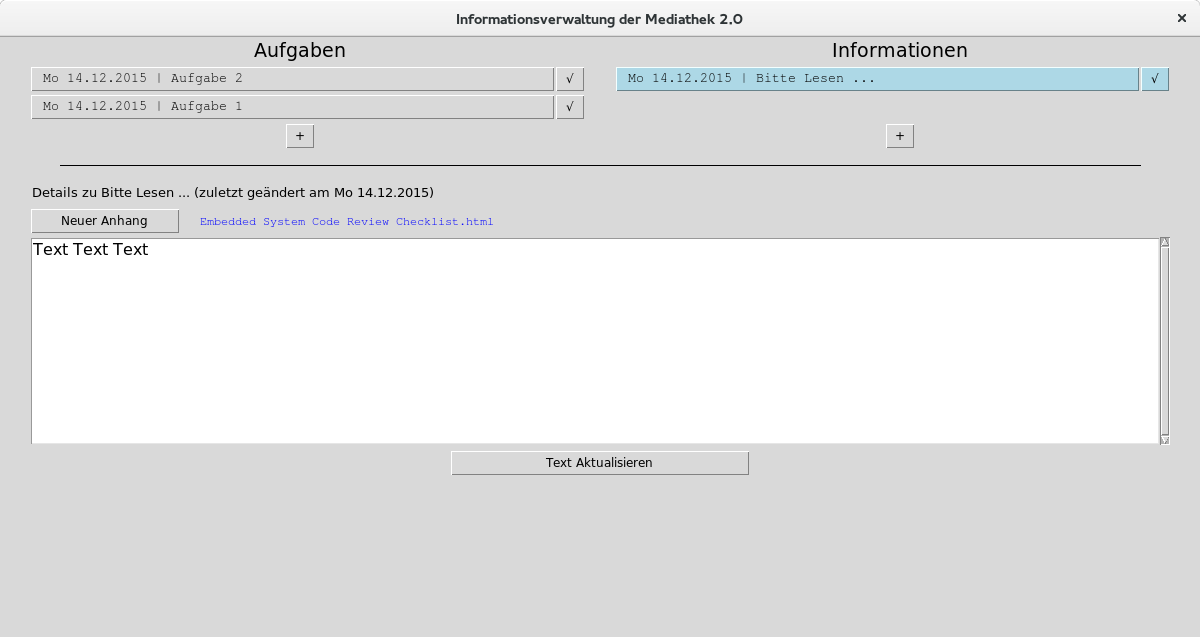 Informationsverwaltung der Mediathek 2.0 ×
Aufgaben
Informationen
Mo 14.12.2015 | Aufgabe 2 √
Mo 14.12.2015 | Bitte Lesen ... √
Mo 14.12.2015 | Aufgabe 1 √
+
+
Details zu Bitte Lesen ... (zuletzt geändert am Mo 14.12.2015)
Neuer Anhang
Embedded System Code Review Checklist.html
Text Text Text
Text Aktualisieren